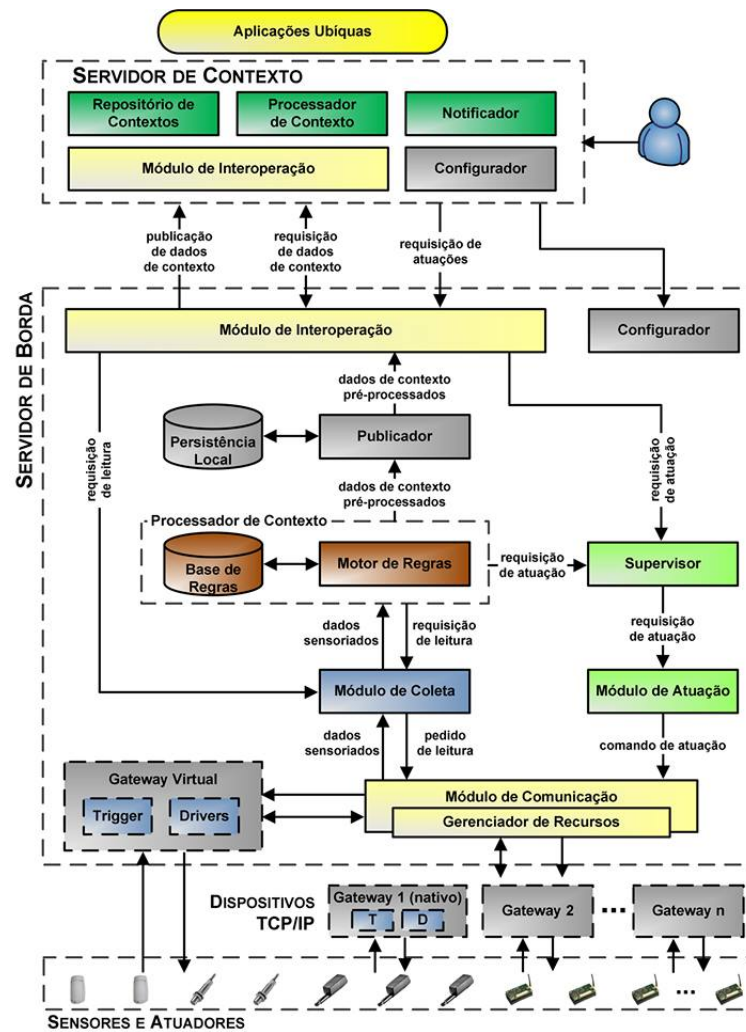 Aplicações Ubíquas
SERVIDOR DE CONTEXTO
Repositório de
Contextos
Processador
de Contexto
Notificador
Módulo de Interoperação
Configurador
publicação
de dados
de contexto
requisição
de dados
de contexto
requisição de
atuações
SERVIDOR DE BORDA
Módulo de Interoperação
Configurador
dados de contexto
pré-processados
Persistência
Local
Publicador
requisição
de leitura
requisição
de atuação
dados de contexto
pré-processados
Processador de Contexto
Base de
Regras
Motor de Regras
requisição
de atuação
Supervisor
dados
sensoriados
requisição
de leitura
requisição
de atuação
Módulo de Coleta
Módulo de Atuação
dados
sensoriados
pedido
de leitura
comando de atuação
Gateway Virtual
Trigger
Drivers
Módulo de Comunicação
Gerenciador de Recursos
DISPOSITIVOS
TCP/IP
Gateway 1 (nativo)
T
D
Gateway 2
...
Gateway n
...
SENSORES E ATUADORES